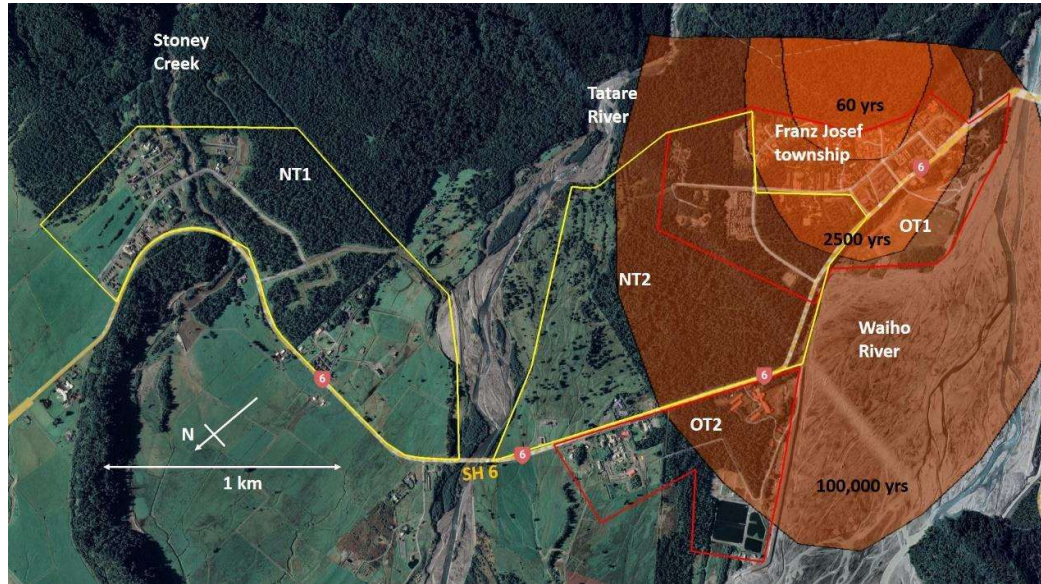 Stoney
Creek
NT1
Tatare
River
60 yrs
Franz Josef
township
6
OT1
2500 yrs
NT2
Waiho
River
6
6
OT2
N
6
SH 6
1 km
100,000 yrs